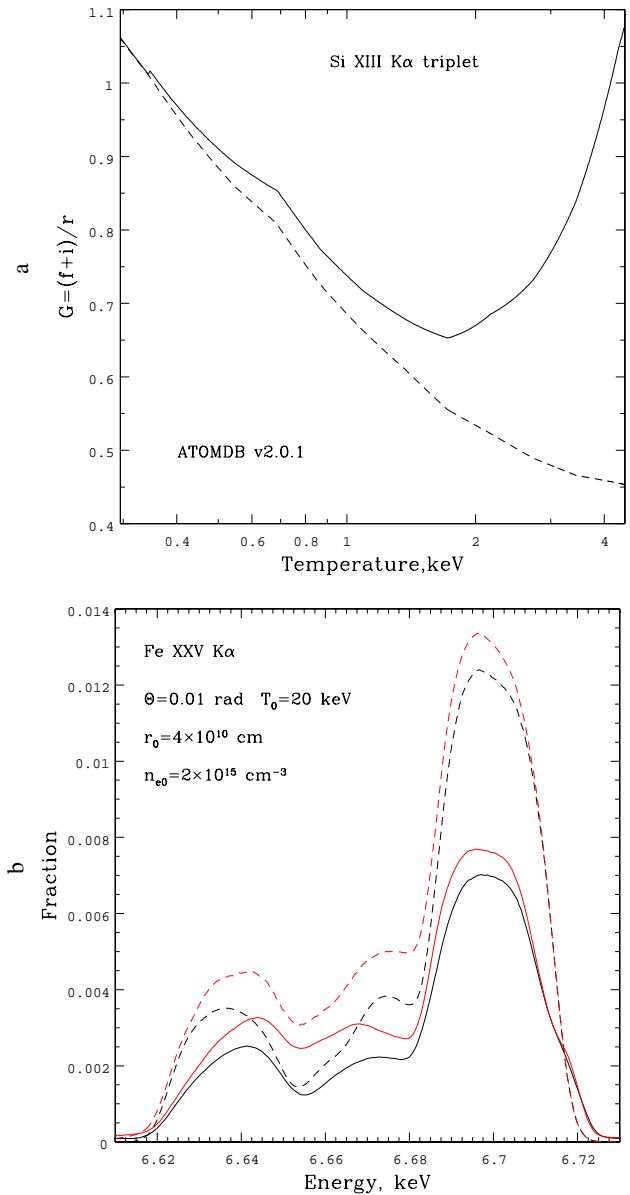 1.1
Si XIII Kα triplet
1
0.9
0.8
a
G=(f+i)/r
0.7
0.6
0.5
ATOMDB v2.0.1
0.4
0.4 0.6 0.8 1 2 4
Temperature,keV
0.014
Fe XXV Kα
0.012
Θ=0.01 rad T₀=20 keV
r₀=4×10¹⁰ cm
0.01
nₑ₀=2×10¹⁵ cm⁻³
0.008
b
Fraction
0.006
0.004
0.002
0
6.62 6.64 6.66 6.68 6.7 6.72
Energy, keV